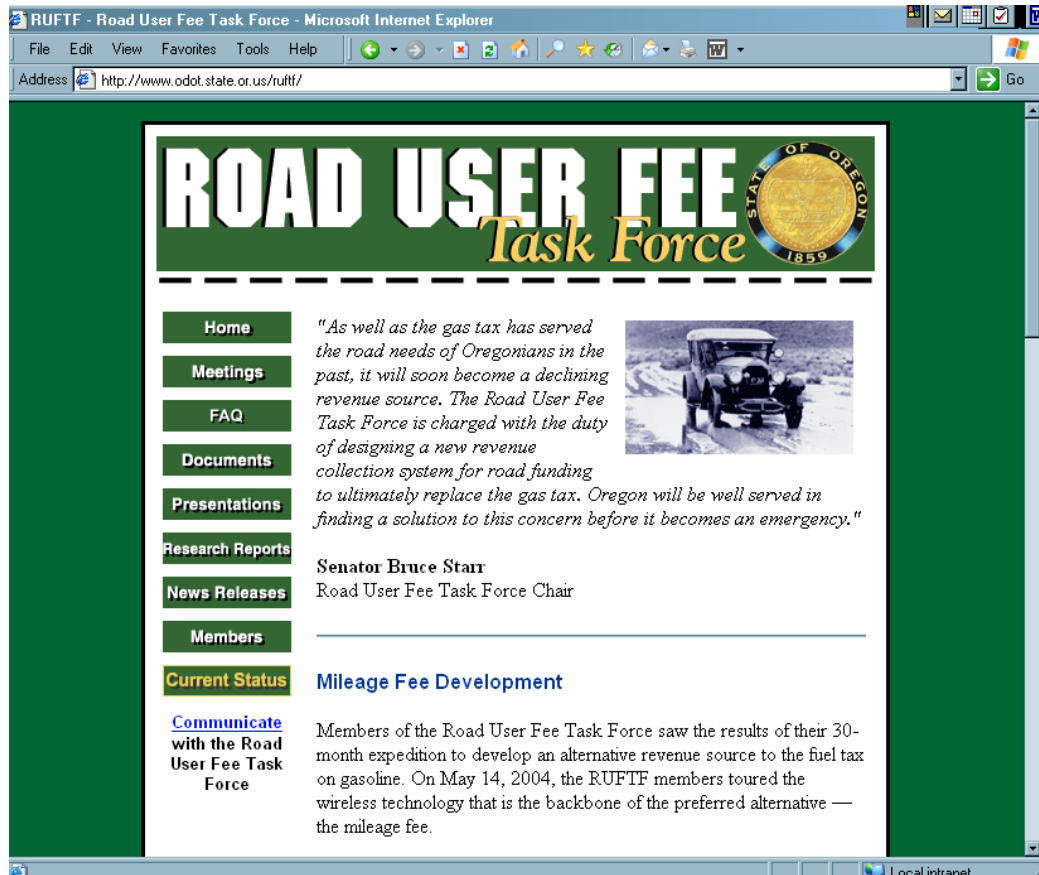 RUFTF - Road User Fee Task Force - Microsoft Internet Explorer
File Edit View Favorites Tools Help
Address http://www.odot.state.or.us/ruftf/ Go
ROAD USER FEE
Task Force
STATE OF OREGON
1859
Home
Meetings
FAQ
Documents
Presentations
Research Reports
News Releases
Members
Current Status
Communicate
with the Road
User Fee Task
Force
"As well as the gas tax has served
the road needs of Oregonians in the
past, it will soon become a declining
revenue source. The Road User Fee
Task Force is charged with the duty
of designing a new revenue
collection system for road funding
to ultimately replace the gas tax. Oregon will be well served in
finding a solution to this concern before it becomes an emergency."
Senator Bruce Starr
Road User Fee Task Force Chair
Mileage Fee Development
Members of the Road User Fee Task Force saw the results of their 30-
month expedition to develop an alternative revenue source to the fuel tax
on gasoline. On May 14, 2004, the RUFTF members toured the
wireless technology that is the backbone of the preferred alternative —
the mileage fee.
Local intranet